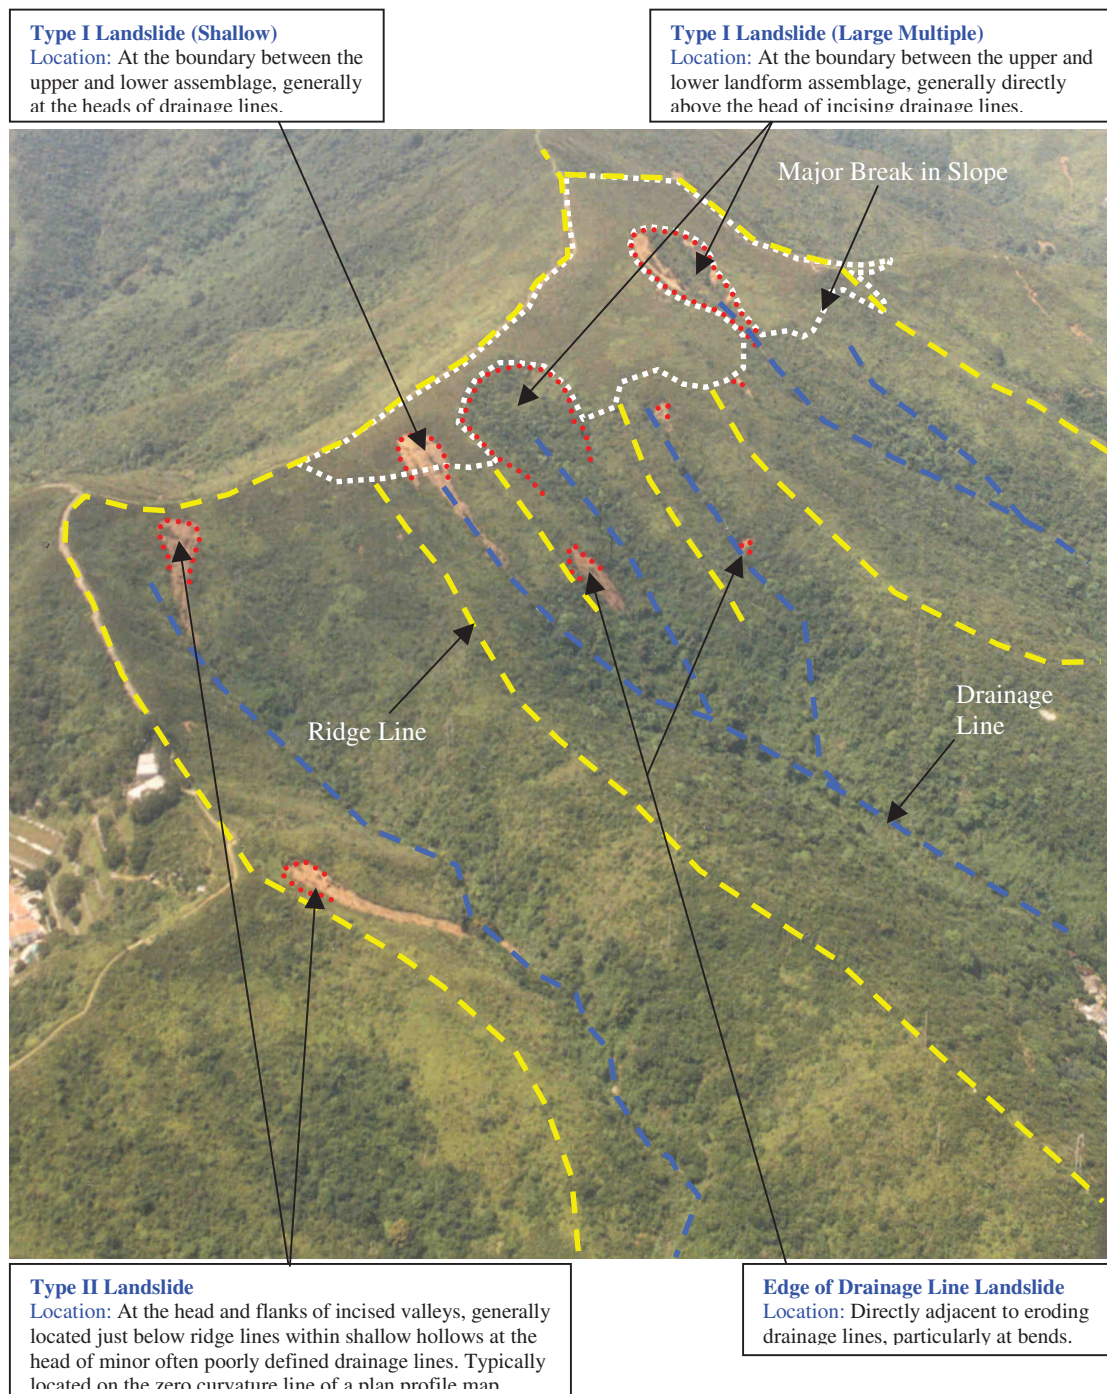 Type I Landslide (Shallow)
Location: At the boundary between the
upper and lower assemblage, generally
at the heads of drainage lines.
Type I Landslide (Large Multiple)
Location: At the boundary between the upper and
lower landform assemblage, generally directly
above the head of incising drainage lines.
Major Break in Slope
Ridge Line
Drainage
Line
Type II Landslide
Location: At the head and flanks of incised valleys, generally
located just below ridge lines within shallow hollows at the
head of minor often poorly defined drainage lines. Typically
located on the zero curvature line of a plan profile map
Edge of Drainage Line Landslide
Location: Directly adjacent to eroding
drainage lines, particularly at bends.